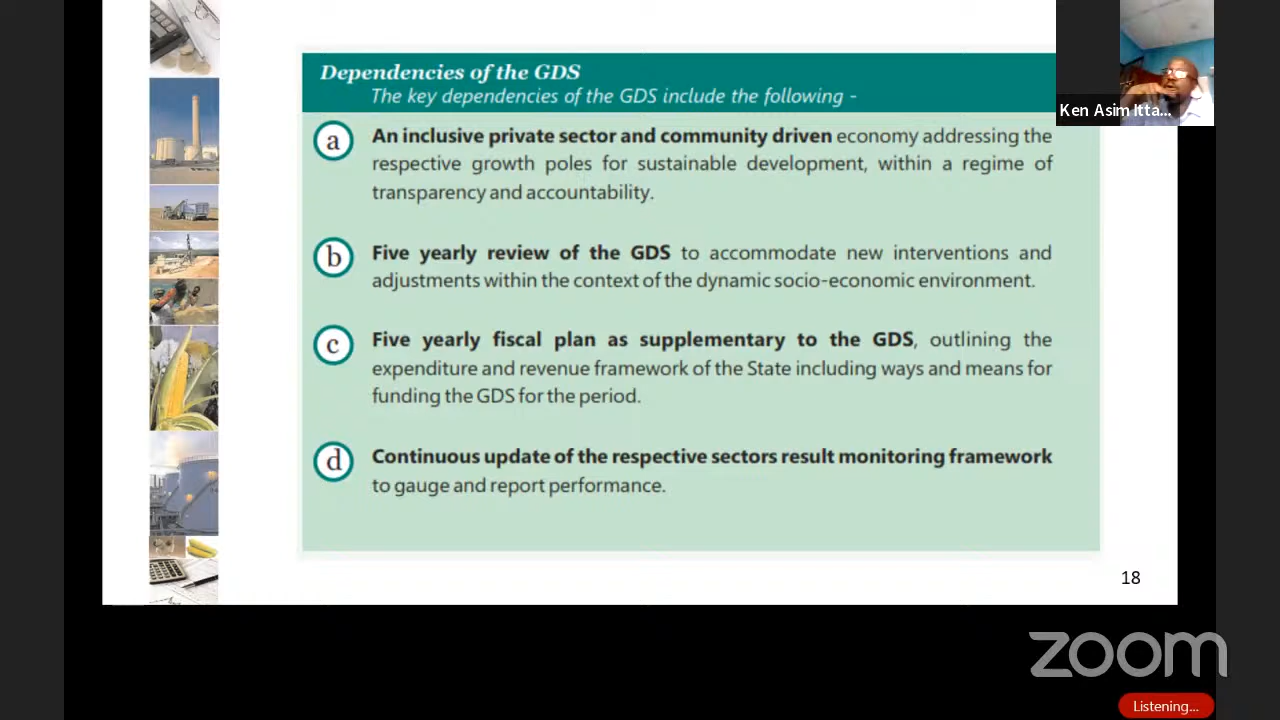 Dependencies of the GDS
The key dependencies of the GDS include the following -
Ken Asim Itta...
a
An inclusive private sector and community driven economy addressing the
respective growth poles for sustainable development, within a regime of
transparency and accountability.
b
Five yearly review of the GDS to accommodate new interventions and
adjustments within the context of the dynamic socio-economic environment.
c
Five yearly fiscal plan as supplementary to the GDS, outlining the
expenditure and revenue framework of the State including ways and means for
funding the GDS for the period.
d
Continuous update of the respective sectors result monitoring framework
to gauge and report performance.
18
zoom
Listening...